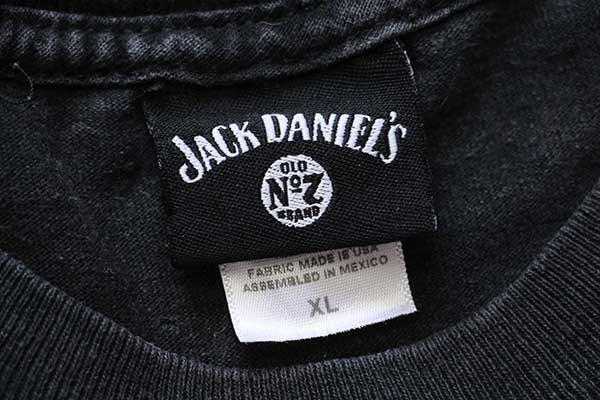 JACK DANIEL'S
OLD
Nº7
BRAND
FABRIC MADE IN USA
ASSEMBLED IN MEXICO
XL